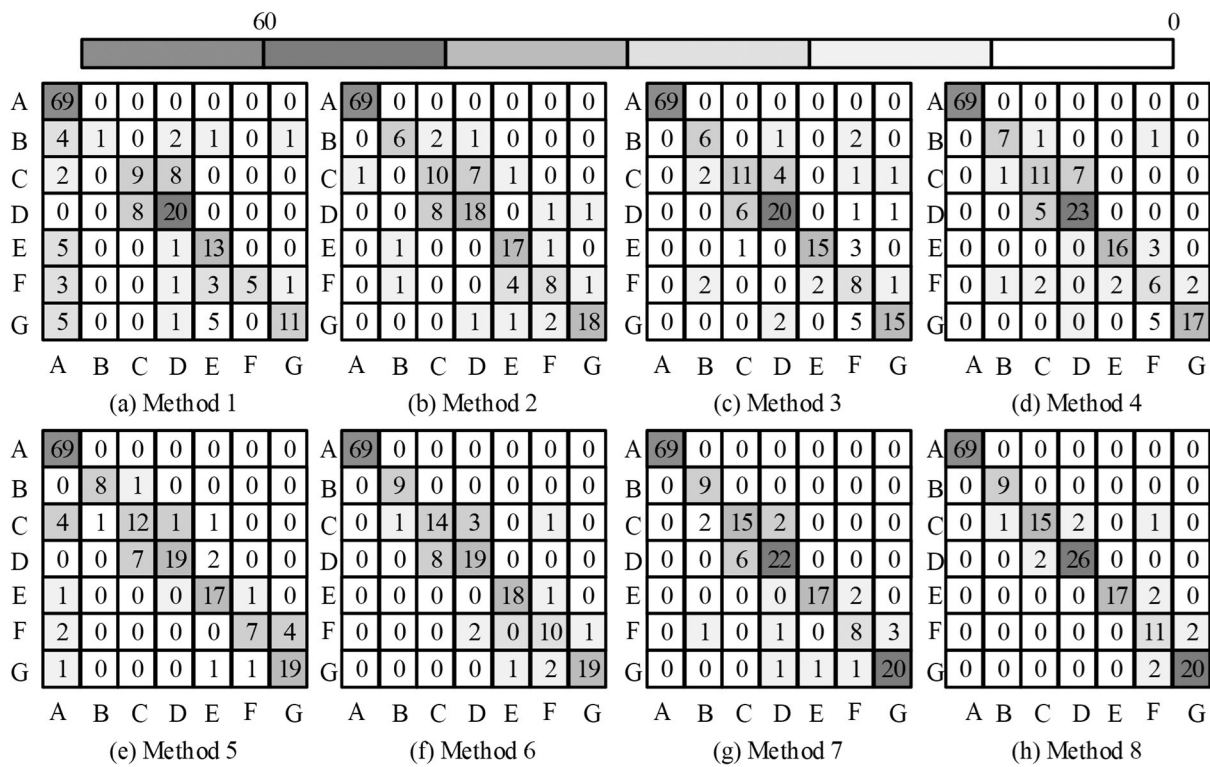 60 0
A 69 0 0 0 0 0 0
B 4 1 0 2 1 0 1
C 2 0 9 8 0 0 0
D 0 0 8 20 0 0 0
E 5 0 0 1 13 0 0
F 3 0 0 1 3 5 1
G 5 0 0 1 5 0 11
A B C D E F G
(a) Method 1
A 69 0 0 0 0 0 0
B 0 6 2 1 0 0 0
C 1 0 10 7 1 0 0
D 0 0 8 18 0 1 1
E 0 1 0 0 17 1 0
F 0 1 0 0 4 8 1
G 0 0 0 1 1 2 18
A B C D E F G
(b) Method 2
A 69 0 0 0 0 0 0
B 0 6 0 1 0 2 0
C 0 2 11 4 0 1 1
D 0 0 6 20 0 1 1
E 0 0 1 0 15 3 0
F 0 2 0 0 2 8 1
G 0 0 0 2 0 5 15
A B C D E F G
(c) Method 3
A 69 0 0 0 0 0 0
B 0 7 1 0 0 1 0
C 0 1 11 7 0 0 0
D 0 0 5 23 0 0 0
E 0 0 0 0 16 3 0
F 0 1 2 0 2 6 2
G 0 0 0 0 0 5 17
A B C D E F G
(d) Method 4
A 69 0 0 0 0 0 0
B 0 8 1 0 0 0 0
C 4 1 12 1 1 0 0
D 0 0 7 19 2 0 0
E 1 0 0 0 17 1 0
F 2 0 0 0 0 7 4
G 1 0 0 0 1 1 19
A B C D E F G
(e) Method 5
A 69 0 0 0 0 0 0
B 0 9 0 0 0 0 0
C 0 1 14 3 0 1 0
D 0 0 8 19 0 0 0
E 0 0 0 0 18 1 0
F 0 0 0 2 0 10 1
G 0 0 0 0 1 2 19
A B C D E F G
(f) Method 6
A 69 0 0 0 0 0 0
B 0 9 0 0 0 0 0
C 0 2 15 2 0 0 0
D 0 0 6 22 0 0 0
E 0 0 0 0 17 2 0
F 0 1 0 1 0 8 3
G 0 0 0 1 1 1 20
A B C D E F G
(g) Method 7
A 69 0 0 0 0 0 0
B 0 9 0 0 0 0 0
C 0 1 15 2 0 1 0
D 0 0 2 26 0 0 0
E 0 0 0 0 17 2 0
F 0 0 0 0 0 11 2
G 0 0 0 0 0 2 20
A B C D E F G
(h) Method 8